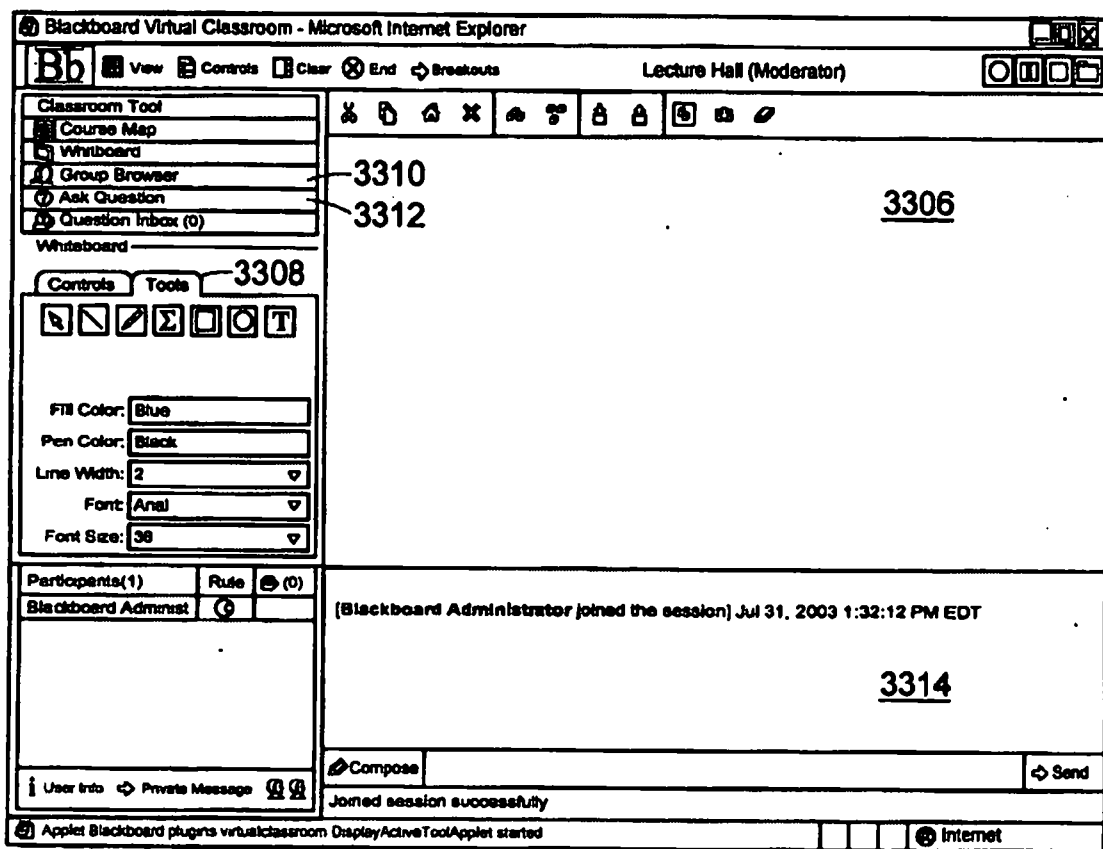 Blackboard Virtual Classroom - Microsoft Internet Explorer
Bb View Controls Clear End Breakouts Lecture Hall (Moderator)
Classroom Tool
Course Map
Whitboard
Group Browser
3310
Ask Question
3312
Question Inbox (0)
3306
Whiteboard
3308
Controls Tools
Σ T
Fill Color: Blue
Pen Color: Black
Line Width: 2
Font: Arial
Font Size: 36
Participants(1) Rule (0)
Blackboard Administ
[Blackboard Administrator joined the session] Jul 31, 2003 1:32:12 PM EDT
3314
Compose Send
i User Info Private Message
Joined session successfully
Applet Blackboard plugins virtualclassroom DisplayActiveToolApplet started Internet